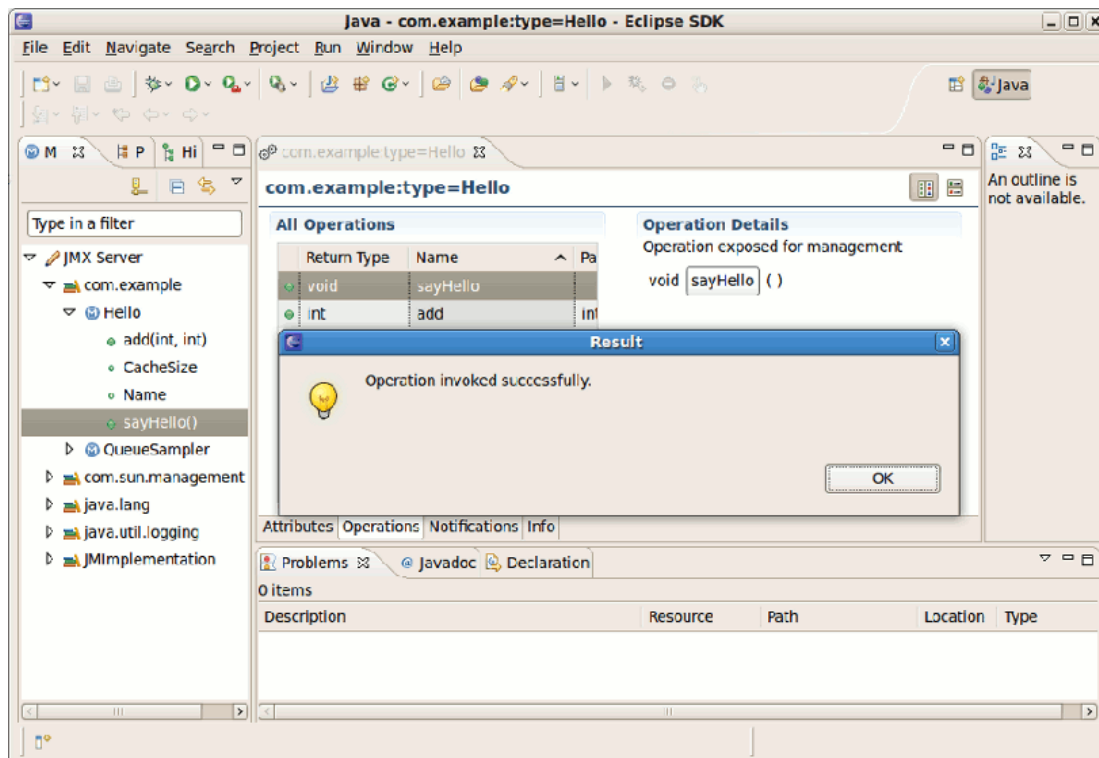 Java - com.example:type=Hello - Eclipse SDK
File Edit Navigate Search Project Run Window Help
Java
M P Hi
com.example:type=Hello
Type in a filter
JMX Server
com.example
Hello
add(int, int)
CacheSize
Name
sayHello()
QueueSampler
com.sun.management
java.lang
java.util.logging
JMImplementation
com.example:type=Hello
All Operations
Return Type Name Pa
void sayHello
int add int
Operation Details
Operation exposed for management
void sayHello ( )
An outline is
not available.
Result
Operation invoked successfully.
OK
Attributes Operations Notifications Info
Problems @ Javadoc Declaration
0 items
Description Resource Path Location Type